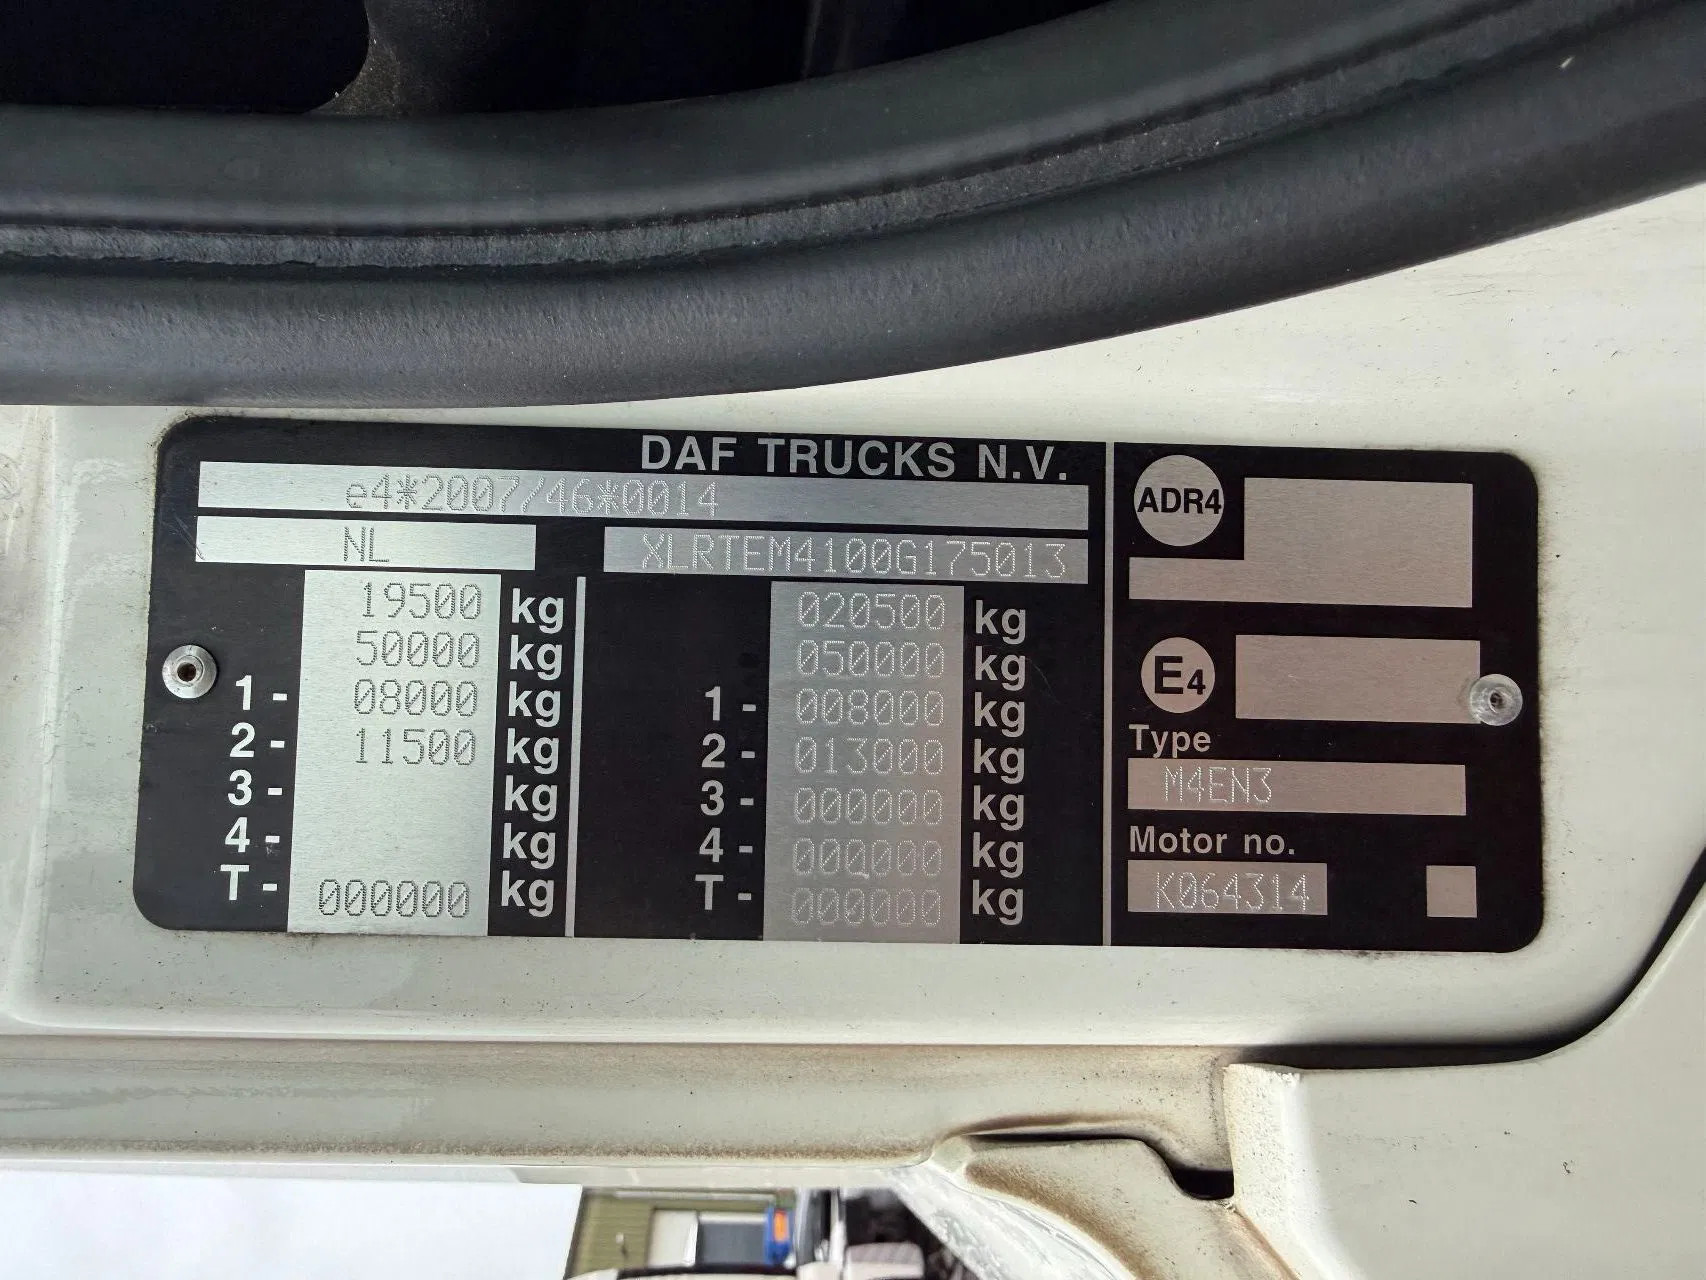 DAF TRUCKS N.V.
e4*2007/46*0014
NL XLRTEM4100G175013
19500 kg 020500 kg
50000 kg 050000 kg
1- 08000 kg 1- 008000 kg
2- 11500 kg 2- 013000 kg
3- kg 3- 000000 kg
4- kg 4- 000000 kg
T- 000000 kg T- 000000 kg
ADR4
E4
Type
M4EN3
Motor no.
K064314